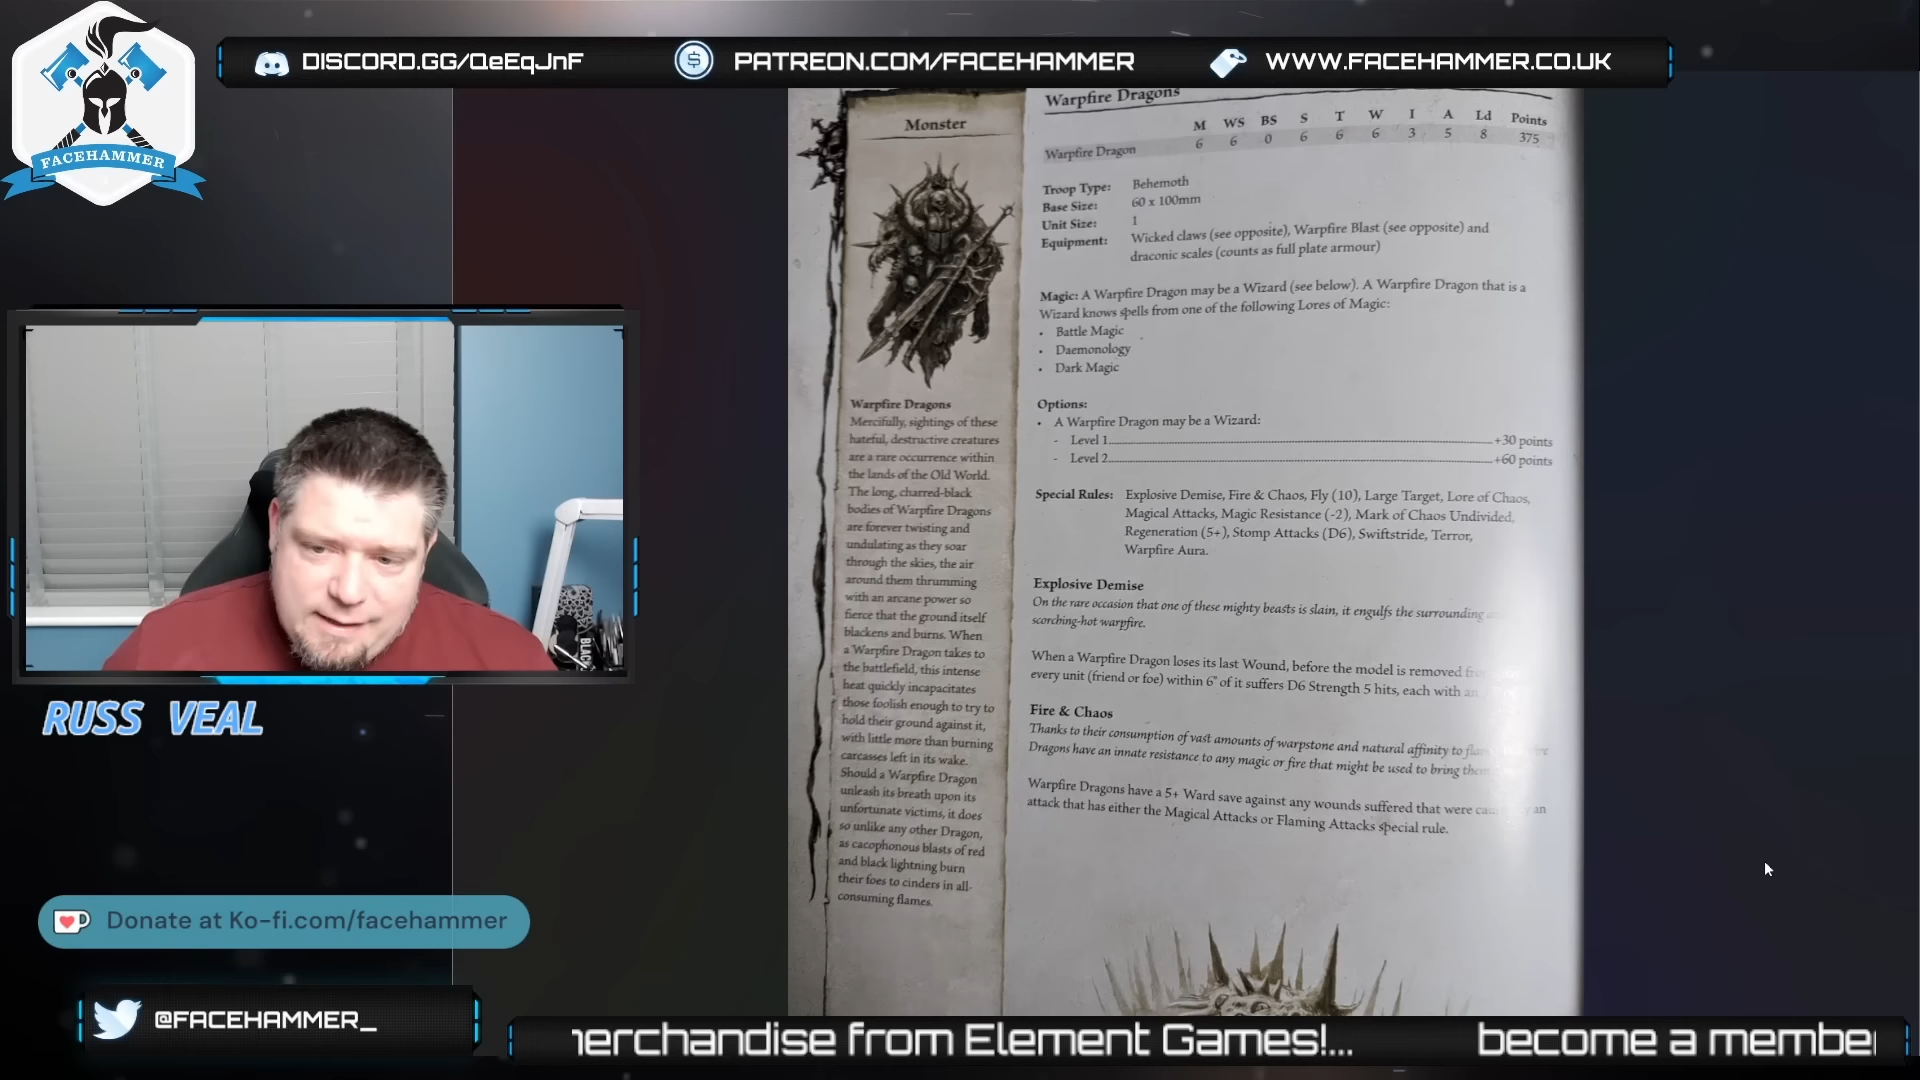 FACEHAMMER
DISCORD.GG/QeEqJnF
PATREON.COM/FACEHAMMER
WWW.FACEHAMMER.CO.UK
Monster
Warpfire Dragons
Mercifully, sightings of these
hateful, destructive creatures
are a rare occurrence within
the lands of the Old World.
The long, charred-black
bodies of Warpfire Dragons
are forever twisting and
undulating as they soar
through the skies, the air
around them thrumming
with an arcane power so
fierce that the ground itself
blackens and burns. When
a Warpfire Dragon takes to
the battlefield, this intense
heat quickly incapacitates
those foolish enough to try to
hold their ground against it,
with little more than burning
carcasses left in its wake.
Should a Warpfire Dragon
unleash its breath upon its
unfortunate victims, it does
so unlike any other Dragon,
as cacophonous blasts of red
and black lightning burn
their foes to cinders in all-
consuming flames.
Warpfire Dragons
M WS BS S T W I A Ld Points
Warpfire Dragon 6 6 0 6 6 6 3 5 8 375
Troop Type: Behemoth
Base Size: 60 x 100mm
Unit Size: 1
Equipment: Wicked claws (see opposite), Warpfire Blast (see opposite) and
draconic scales (counts as full plate armour)
Magic: A Warpfire Dragon may be a Wizard (see below). A Warpfire Dragon that is a
Wizard knows spells from one of the following Lores of Magic:
• Battle Magic
• Daemonology
• Dark Magic
Options:
• A Warpfire Dragon may be a Wizard:
- Level 1 +30 points
- Level 2 +60 points
Special Rules: Explosive Demise, Fire & Chaos, Fly (10), Large Target, Lore of Chaos,
Magical Attacks, Magic Resistance (-2), Mark of Chaos Undivided,
Regeneration (5+), Stomp Attacks (D6), Swiftstride, Terror,
Warpfire Aura.
Explosive Demise
On the rare occasion that one of these mighty beasts is slain, it engulfs the surrounding
scorching-hot warpfire.
When a Warpfire Dragon loses its last Wound, before the model is removed
every unit (friend or foe) within 6" of it suffers D6 Strength 5 hits, each with an
Fire & Chaos
Thanks to their consumption of vast amounts of warpstone and natural affinity to
Dragons have an innate resistance to any magic or fire that might be used to bring them
Warpfire Dragons have a 5+ Ward save against any wounds suffered that were an
attack that has either the Magical Attacks or Flaming Attacks special rule.
RUSS VEAL
Donate at Ko-fi.com/facehammer
@FACEHAMMER_
merchandise from Element Games!... become a member